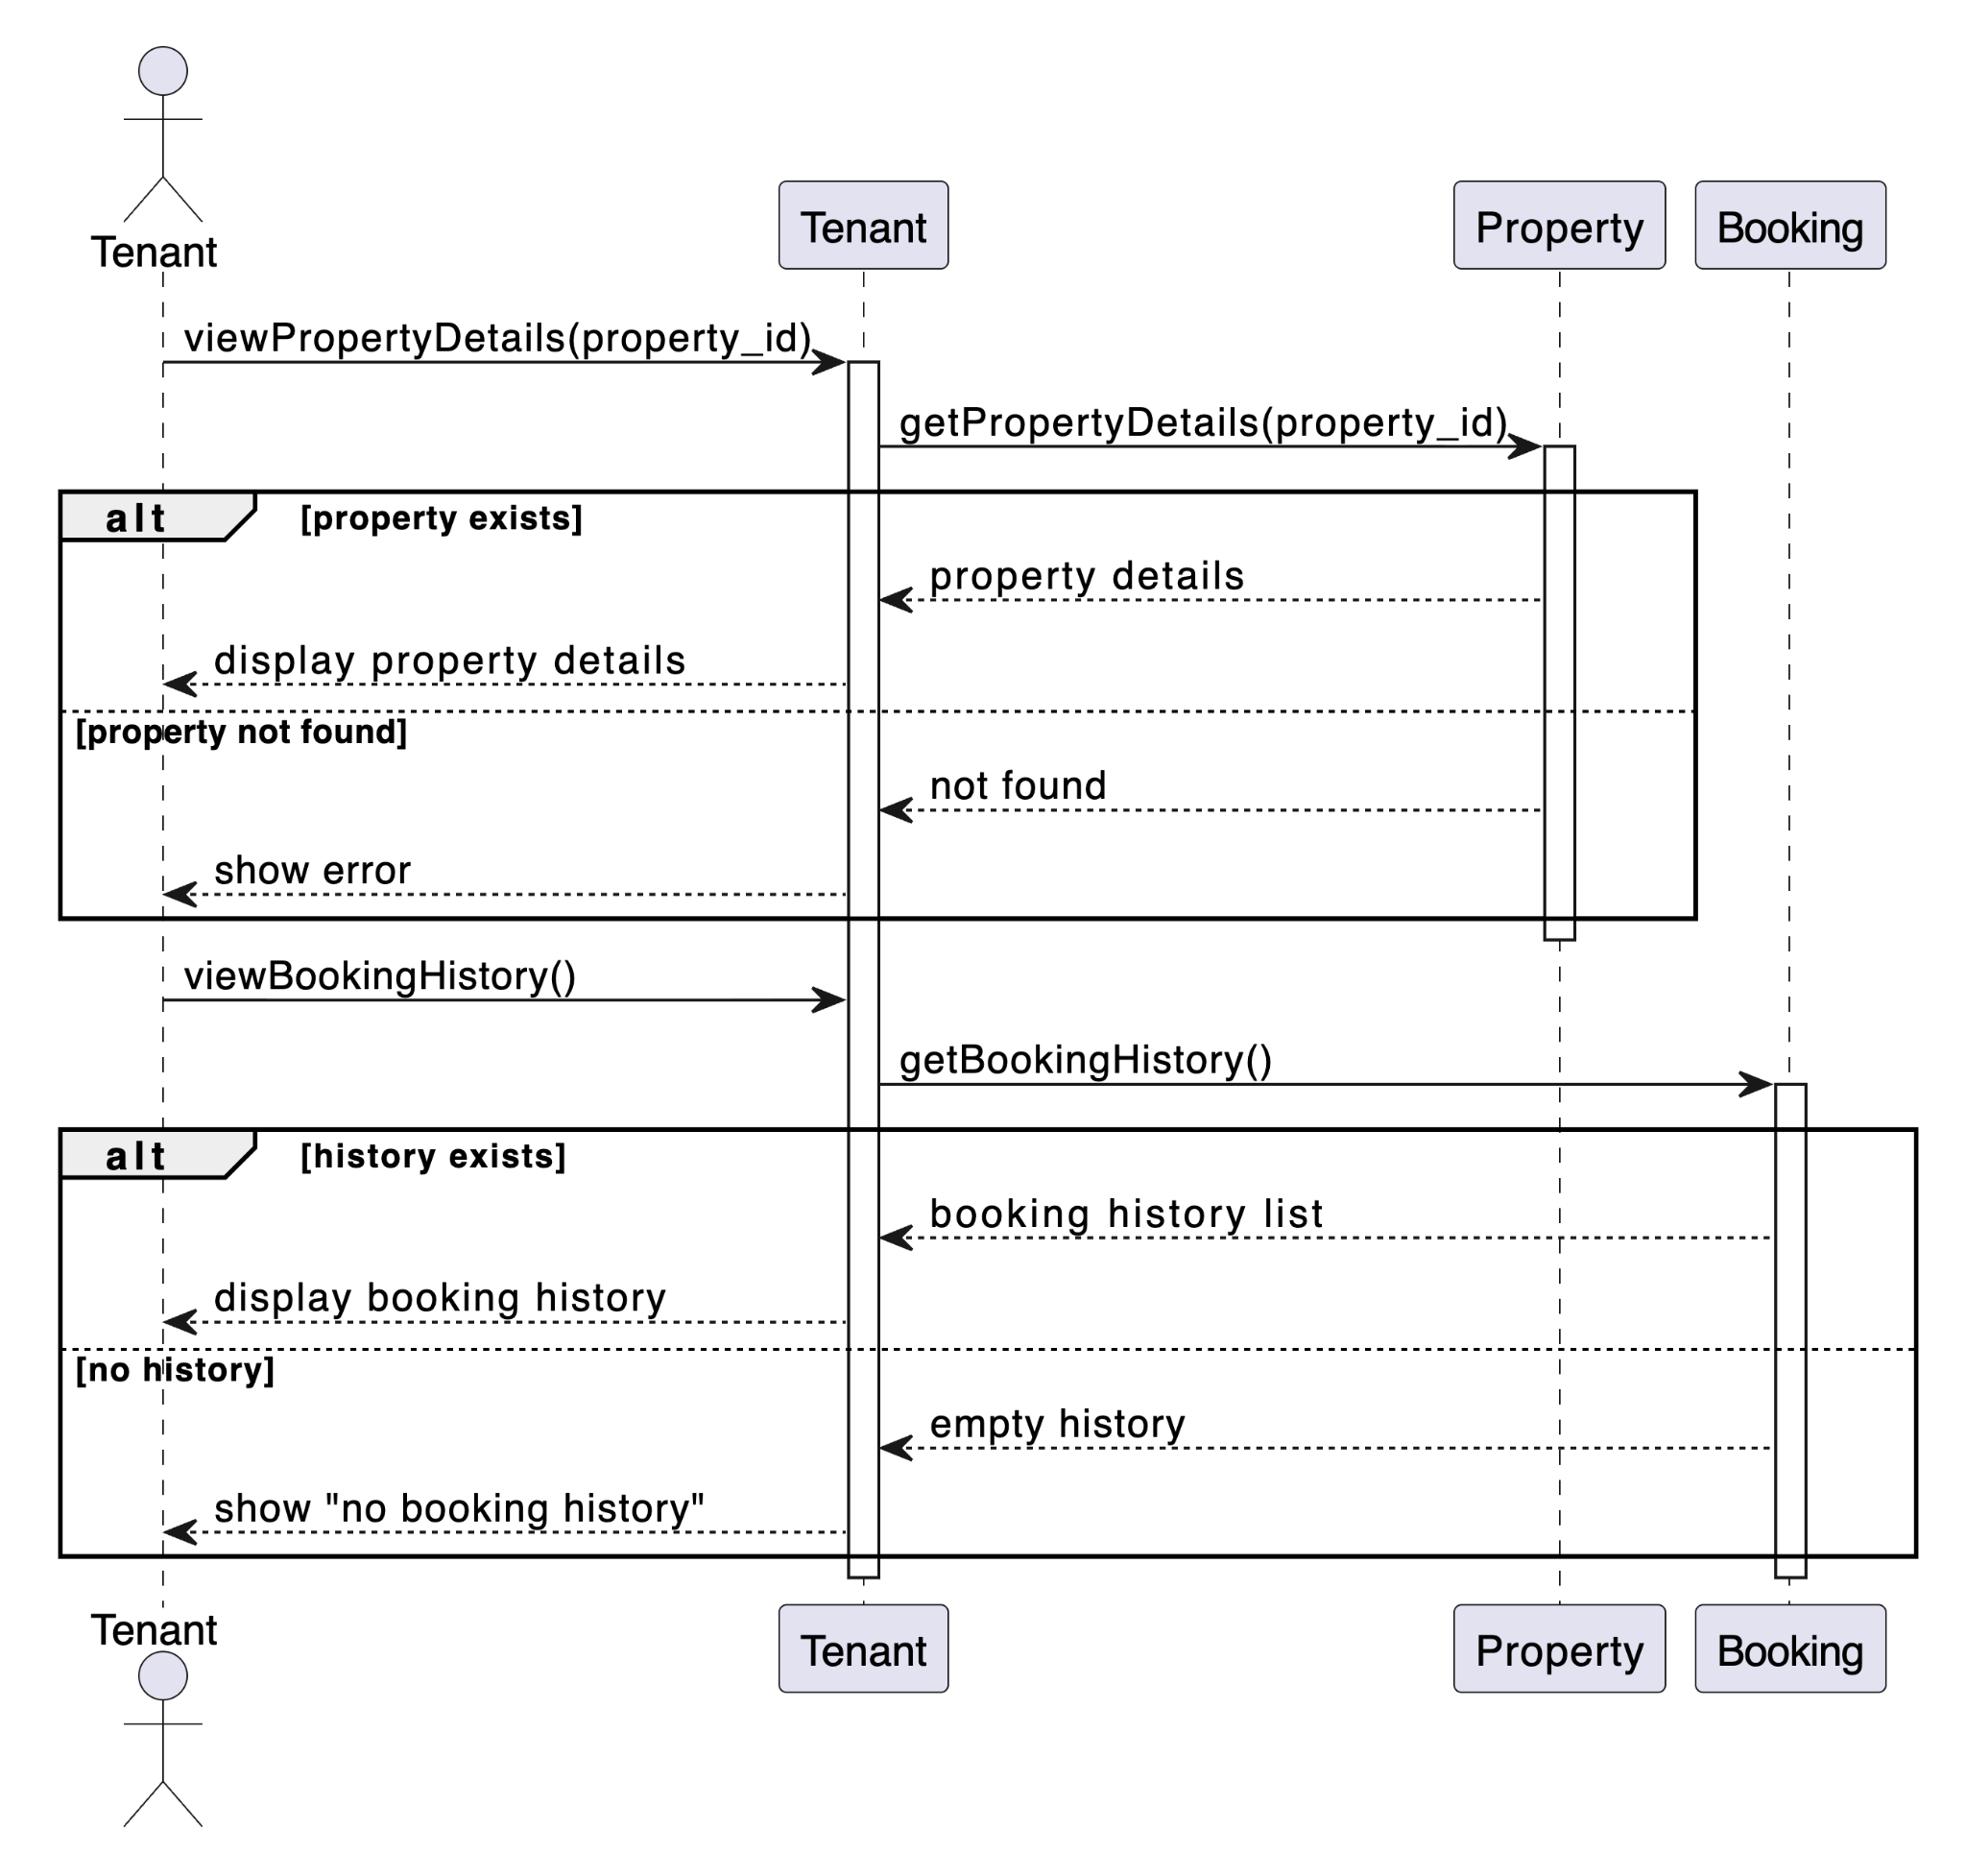 Tenant
Tenant
Property
Booking
viewPropertyDetails(property_id)
getPropertyDetails(property_id)
alt
[property exists]
property details
display property details
[property not found]
not found
show error
viewBookingHistory()
getBookingHistory()
alt
[history exists]
booking history list
display booking history
[no history]
empty history
show "no booking history"
Tenant
Tenant
Property
Booking